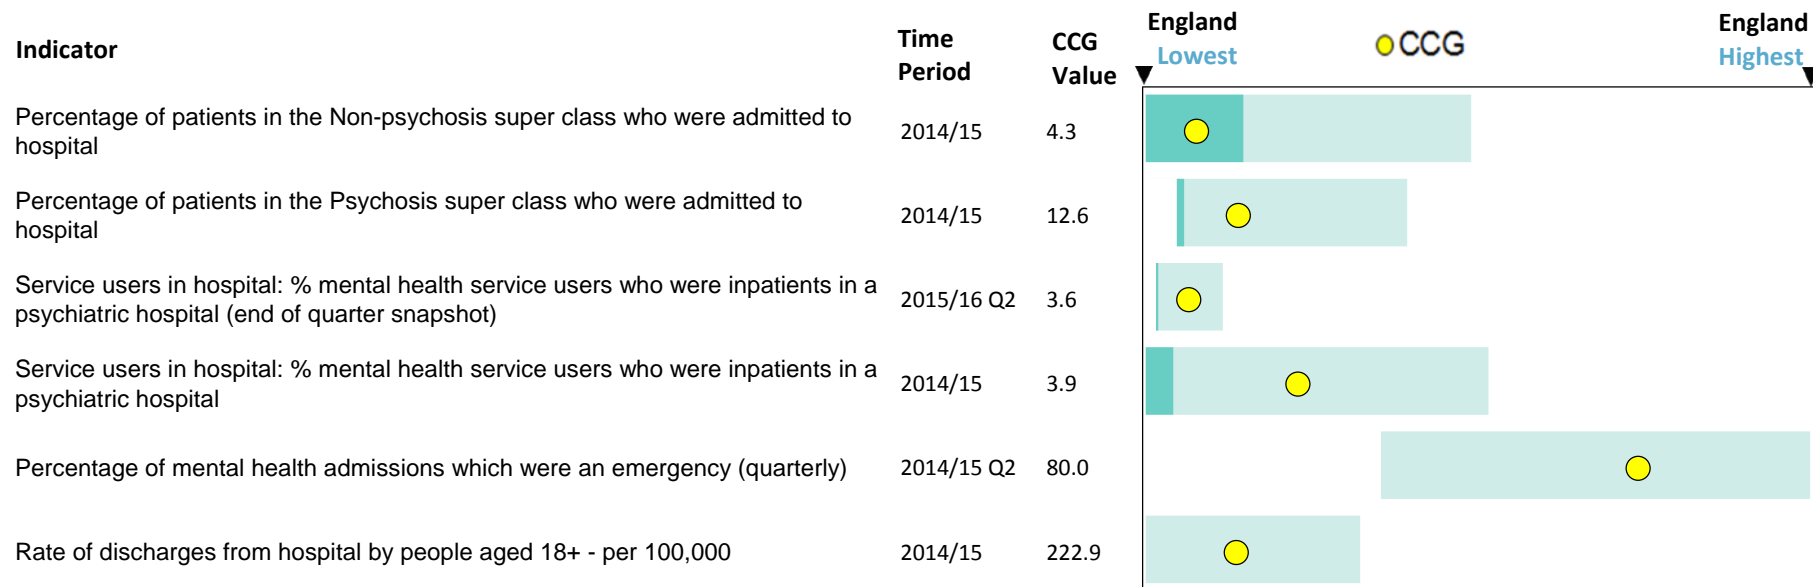 Indicator
Time Period
CCG Value
England Lowest
CCG
England Highest
Percentage of patients in the Non-psychosis super class who were admitted to
hospital
2014/15
4.3
Percentage of patients in the Psychosis super class who were admitted to
hospital
2014/15
12.6
Service users in hospital: % mental health service users who were inpatients in a
psychiatric hospital (end of quarter snapshot)
2015/16 Q2
3.6
Service users in hospital: % mental health service users who were inpatients in a
psychiatric hospital
2014/15
3.9
Percentage of mental health admissions which were an emergency (quarterly)
2014/15 Q2
80.0
Rate of discharges from hospital by people aged 18+ - per 100,000
2014/15
222.9